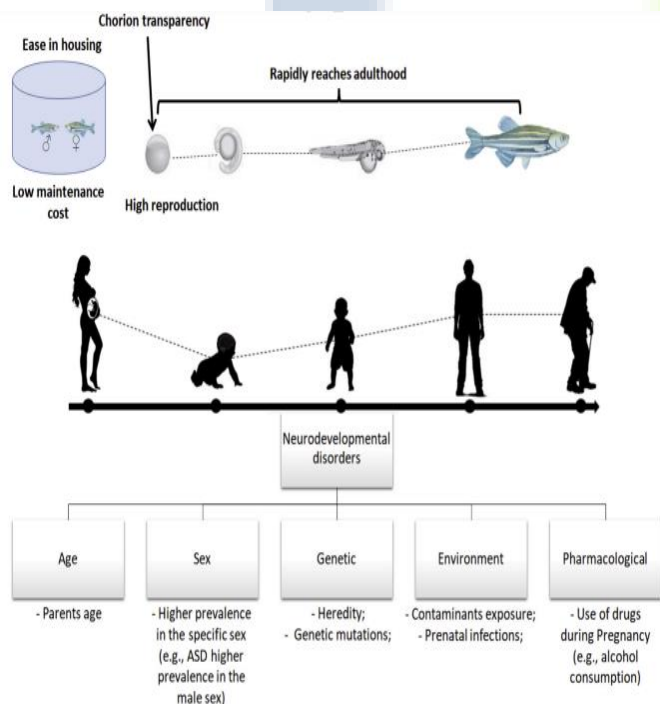 Chorion transparency
Ease in housing
Rapidly reaches adulthood
♂ ♀
Low maintenance
cost
High reproduction
Neurodevelopmental
disorders
Age
Sex
Genetic
Environment
Pharmacological
- Parents age
- Higher prevalence
in the specific sex
(e.g., ASD higher
prevalence in the
male sex)
- Heredity;
- Genetic mutations;
- Contaminants exposure;
- Prenatal infections;
- Use of drugs
during Pregnancy
(e.g., alcohol
consumption)